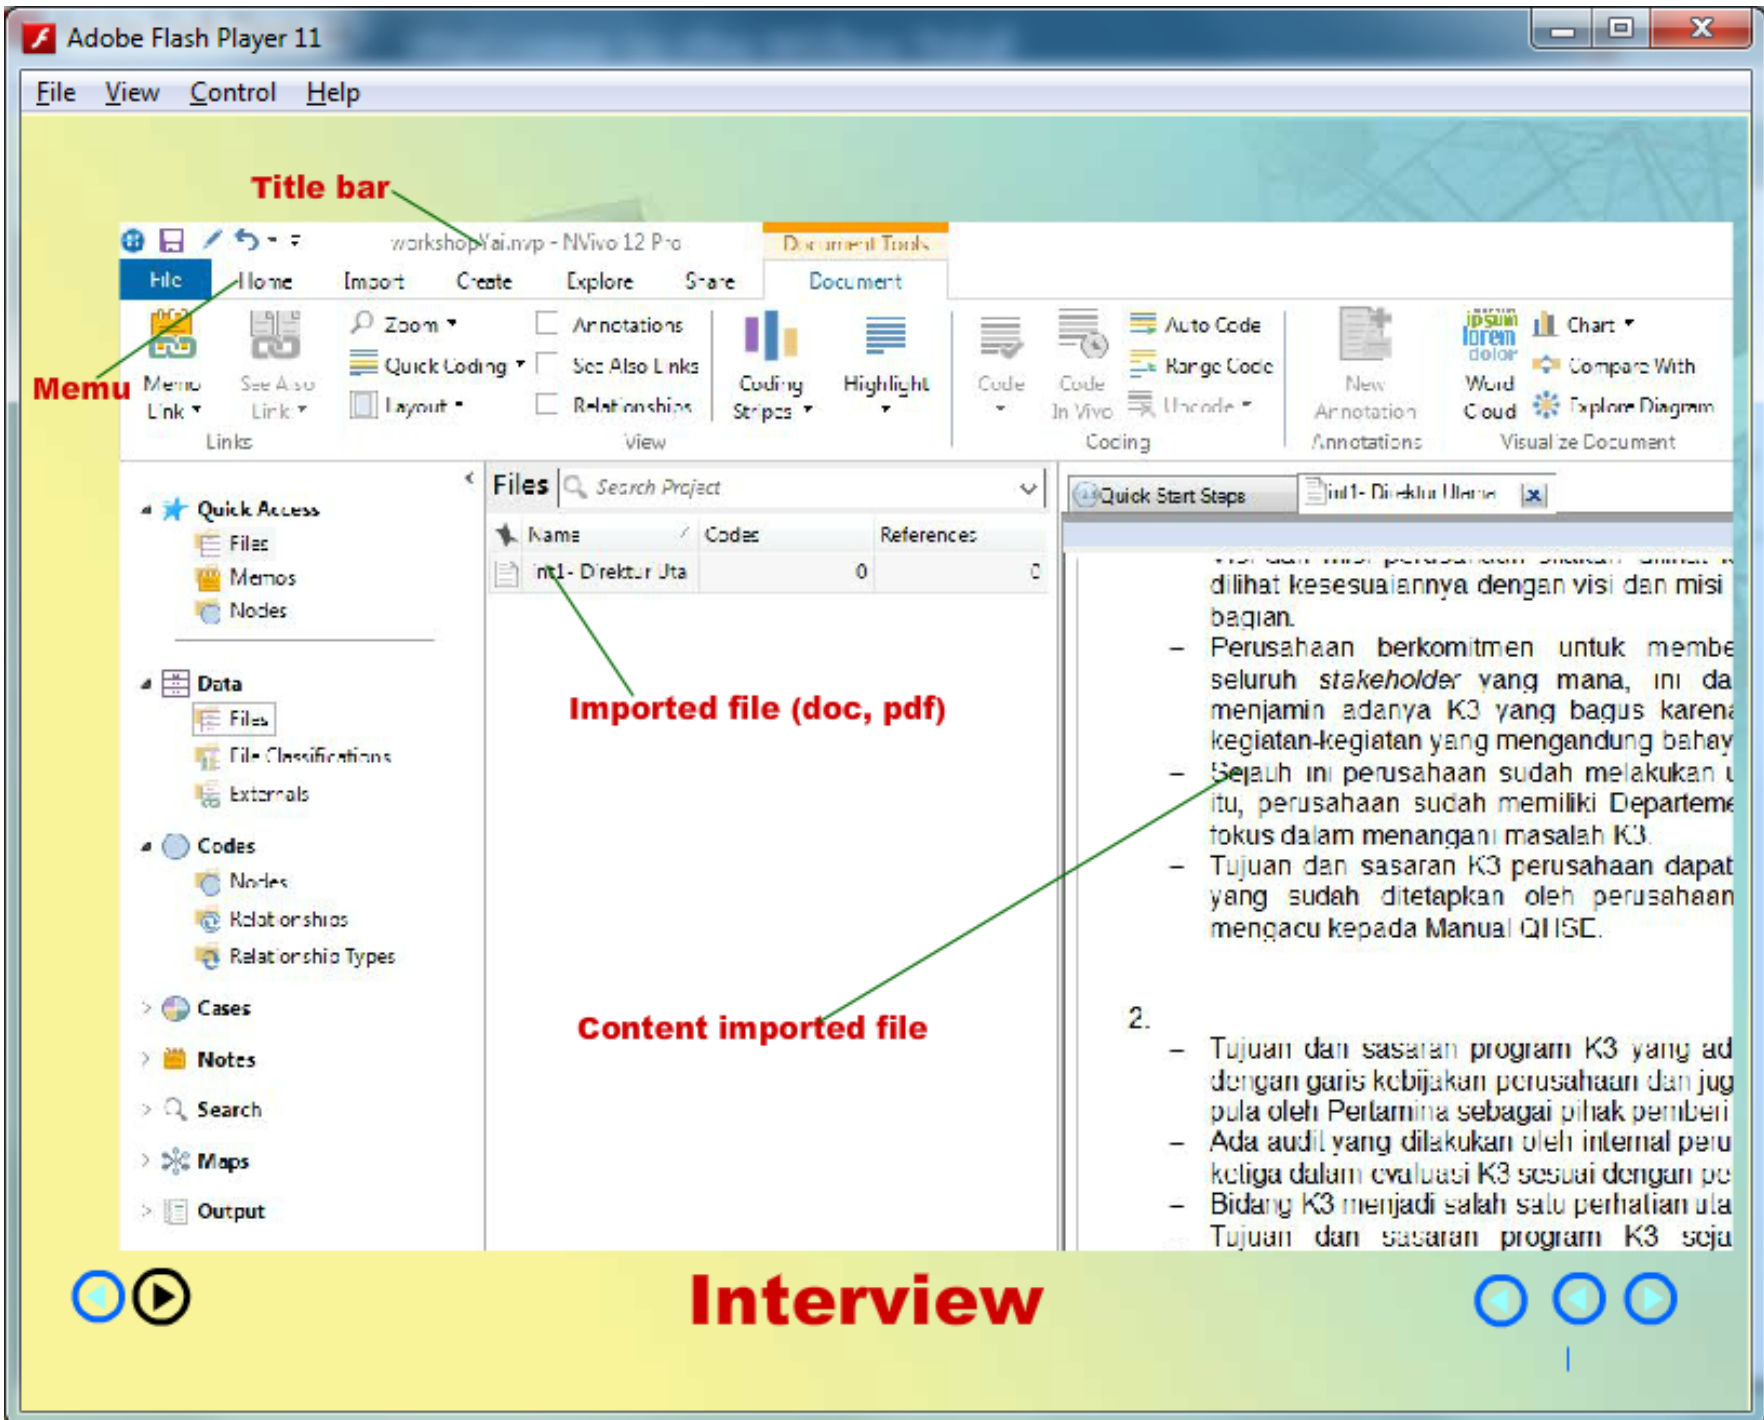 Adobe Flash Player 11
File View Control Help
Title bar
workshopYai.nvp - NVivo 12 Pro
Document Tools
File Home Import Create Explore Share Document
Memu
Memo Link
See Also Link
Links
Zoom
Quick Coding
Layout
Annotations
See Also Links
Relationships
View
Coding Stripes
Highlight
Code
Code In Vivo
Auto Code
Range Code
Uncode
Coding
New Annotation
Annotations
ipsum
lorem
dolor
Word Cloud
Chart
Compare With
Explore Diagram
Visualize Document
Quick Access
Files
Memos
Nodes
Data
Files
File Classifications
Externals
Codes
Nodes
Relationships
Relationship Types
Cases
Notes
Search
Maps
Output
Files Search Project
Name Codes References
int1- Direktur Uta 0 0
Imported file (doc, pdf)
Content imported file
Quick Start Steps
int1- Direktur Utama
dilihat kesesuaiannya dengan visi dan misi
bagian.
– Perusahaan berkomitmen untuk membe
seluruh stakeholder yang mana, ini da
menjamin adanya K3 yang bagus karena
kegiatan-kegiatan yang mengandung bahay
– Sejauh ini perusahaan sudah melakukan u
itu, perusahaan sudah memiliki Departeme
fokus dalam menangani masalah K3.
– Tujuan dan sasaran K3 perusahaan dapat
yang sudah ditetapkan oleh perusahaan
mengacu kepada Manual QHSE.
2.
– Tujuan dan sasaran program K3 yang ad
dengan garis kebijakan perusahaan dan jug
pula oleh Pertamina sebagai pihak pemberi
– Ada audit yang dilakukan oleh internal peru
ketiga dalam evaluasi K3 sesuai dengan pe
– Bidang K3 menjadi salah satu perhatian uta
– Tujuan dan sasaran program K3 seja
Interview